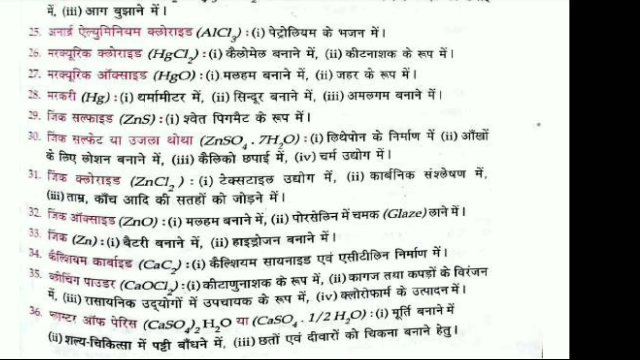 में, (iii) आग बुझाने में।
25. अनार्द्र ऐल्युमिनियम क्लोराइड (AlCl₃) : (i) पेट्रोलियम के भजन में।
26. मरक्यूरिक क्लोराइड (HgCl₂) : (i) कैलोमेल बनाने में, (ii) कीटनाशक के रूप में।
27. मरक्यूरिक ऑक्साइड (HgO) : (i) मलहम बनाने में, (ii) जहर के रूप में।
28. मरकरी (Hg) : (i) थर्मामीटर में, (ii) सिन्दूर बनाने में, (iii) अमलगम बनाने में।
29. जिंक सल्फाइड (ZnS) : (i) श्वेत पिगमैट के रूप में।
30. जिंक सल्फेट या उजला थोथा (ZnSO₄ . 7H₂O) : (i) लिथेपोन के निर्माण में (ii) आँखों
के लिए लोशन बनाने में, (iii) कैलिको छपाई में, (iv) चर्म उद्योग में।
31. जिंक क्लोराइड (ZnCl₂) : (i) टेक्सटाइल उद्योग में, (ii) कार्बनिक संश्लेषण में,
(iii) ताम्र, काँच आदि की सतहों को जोड़ने में।
32. जिंक ऑक्साइड (ZnO) : (i) मलहम बनाने में, (ii) पोरसेलिन में चमक (Glaze) लाने में।
33. जिंक (Zn) : (i) बैटरी बनाने में, (ii) हाइड्रोजन बनाने में।
34. कैल्शियम कार्बाइड (CaC₂) : (i) कैल्शियम सायनाइड एवं एसीटीलिन निर्माण में।
35. ब्लीचिंग पाउडर (CaOCl₂) : (i) कीटाणुनाशक के रूप में, (ii) कागज तथा कपड़ों के विरंजन
में, (iii) रासायनिक उद्योगों में उपचायक के रूप में, (iv) क्लोरोफार्म के उत्पादन में।
36. प्लास्टर ऑफ पेरिस (CaSO₄)₂ H₂O या (CaSO₄ . 1/2 H₂O) : (i) मूर्ति बनाने में
(ii) शल्य-चिकित्सा में पट्टी बाँधने में, (iii) छतों एवं दीवारों को चिकना बनाने हेतु।